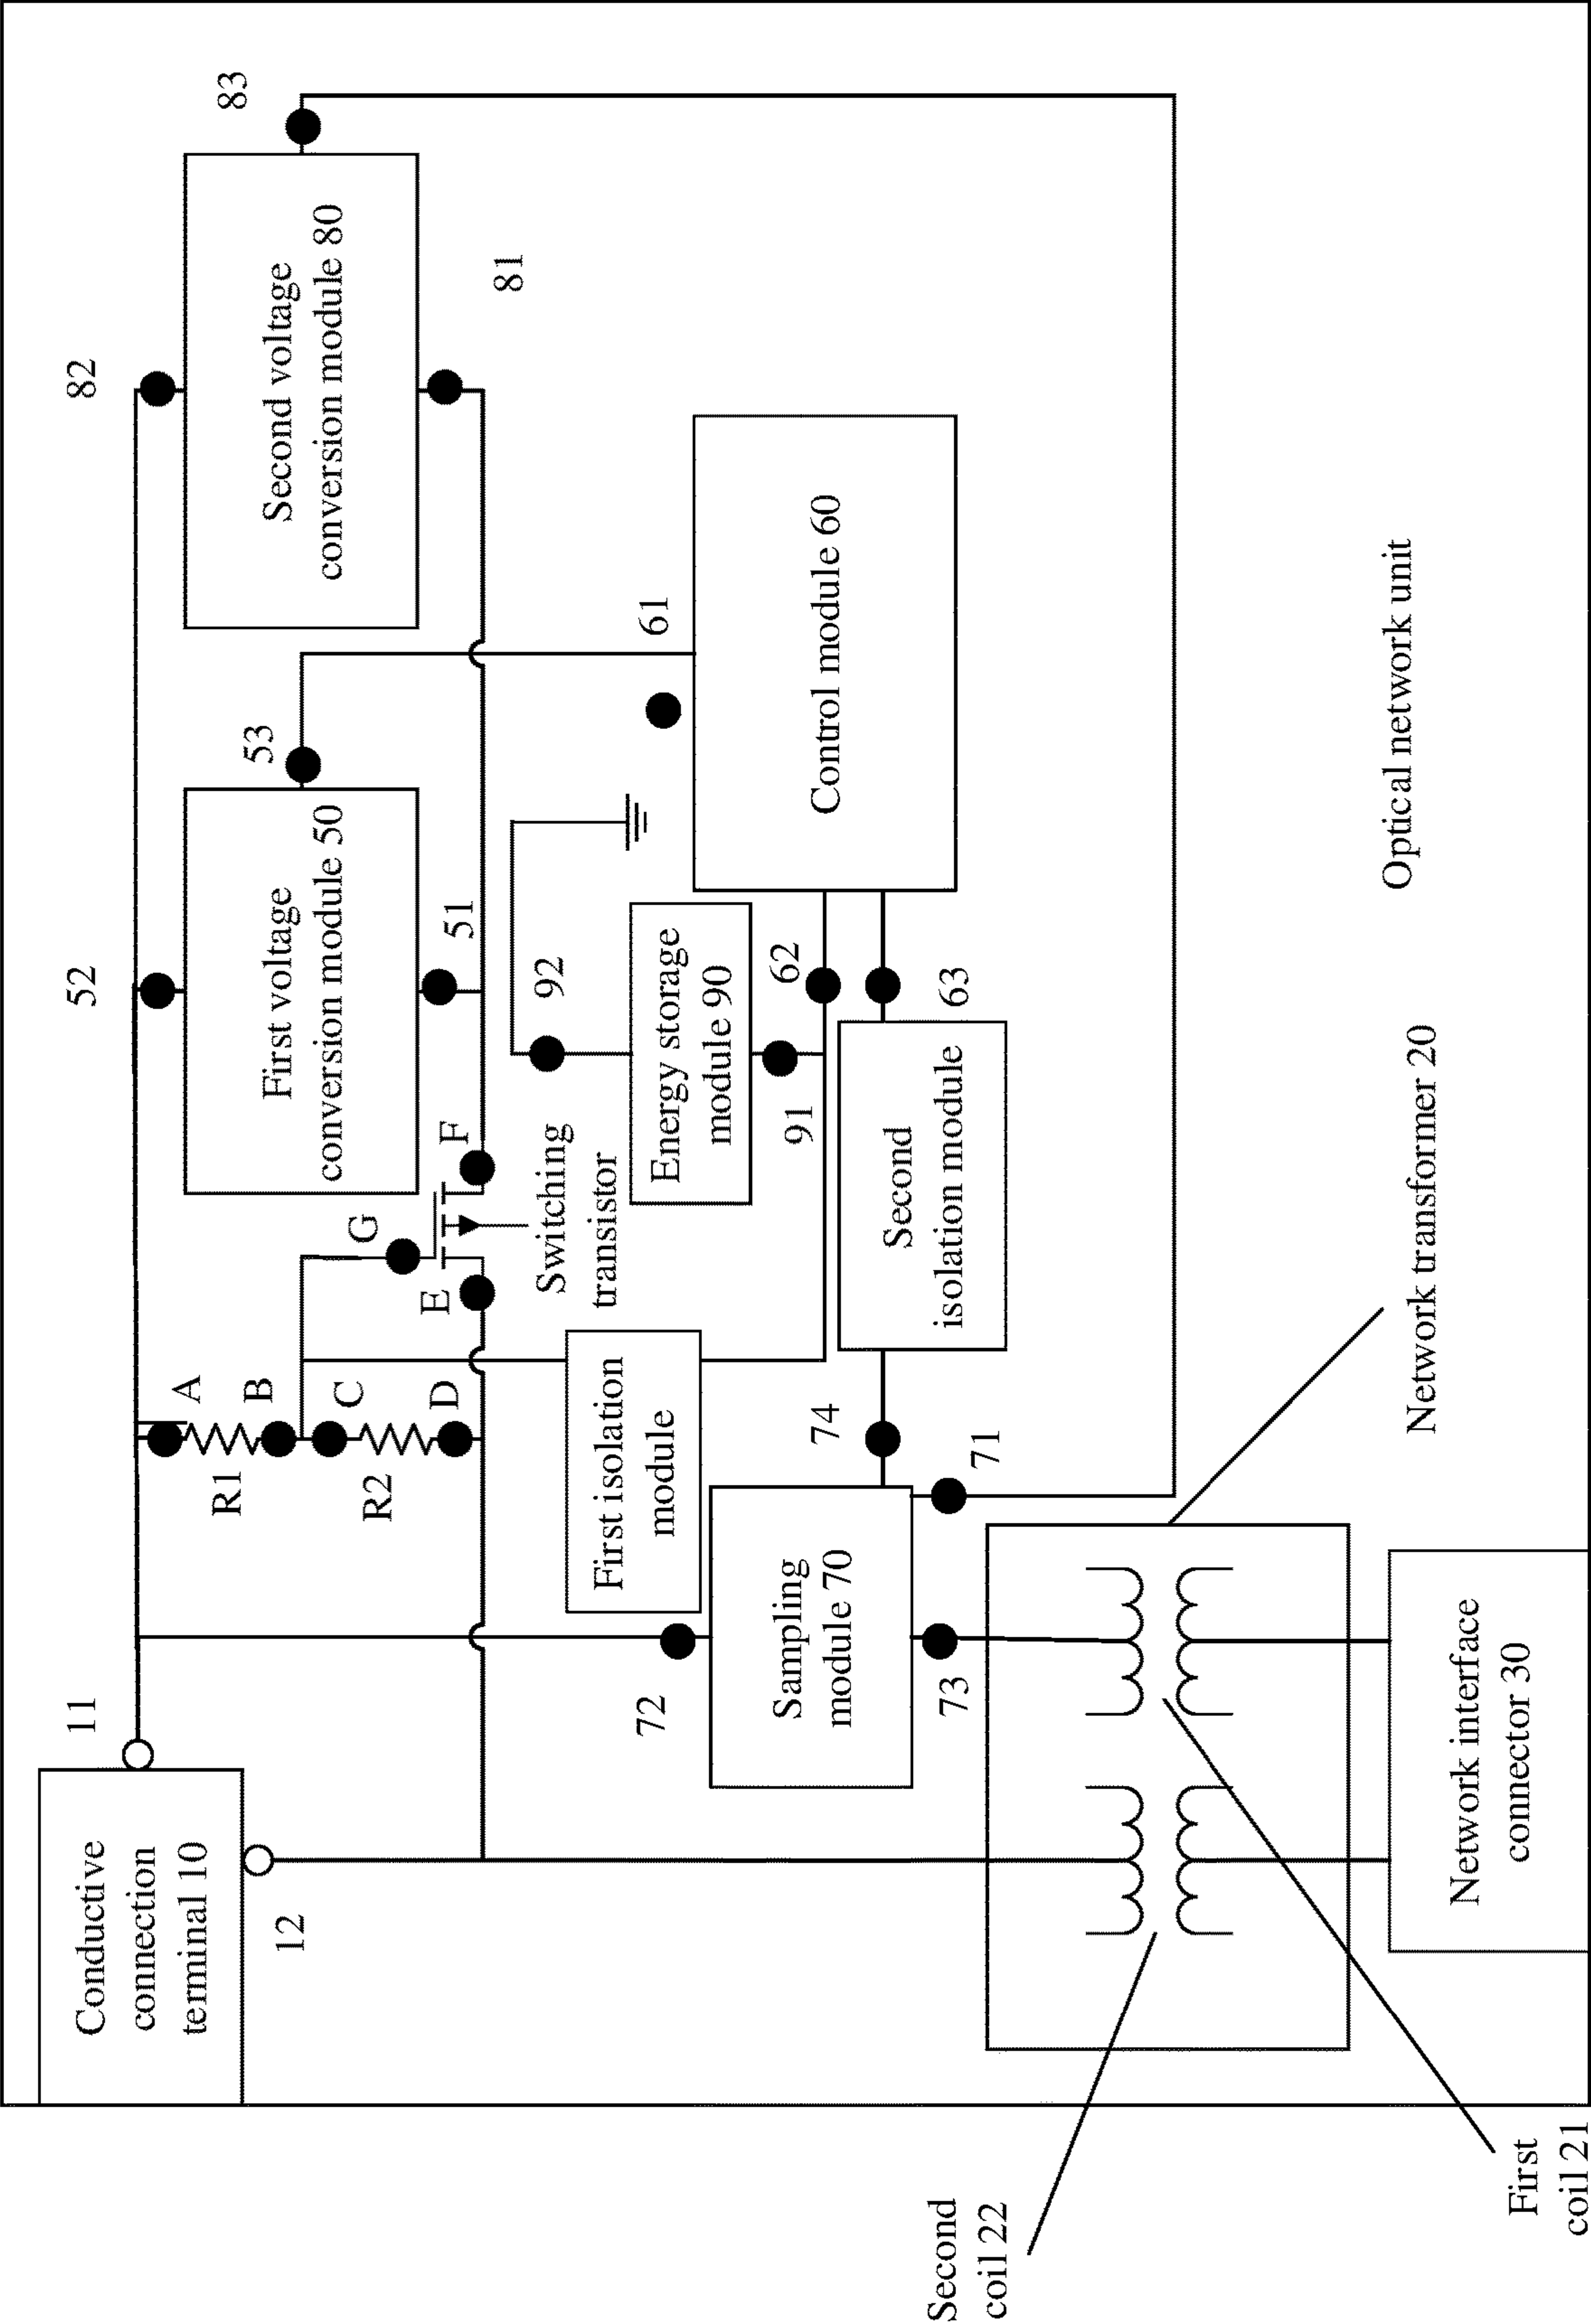 Conductive
connection
terminal 10
11
12
A
B
C
D
R1
R2
G
E
F
Switching
transistor
52
First voltage
conversion module 50
51
53
82
Second voltage
conversion module 80
81
83
First isolation
module
92
Energy storage
module 90
91
61
Control module 60
62
63
Second
isolation module
72
Sampling
module 70
73
74
71
Network transformer 20
Optical network unit
Network interface
connector 30
Second
coil 22
First
coil 21